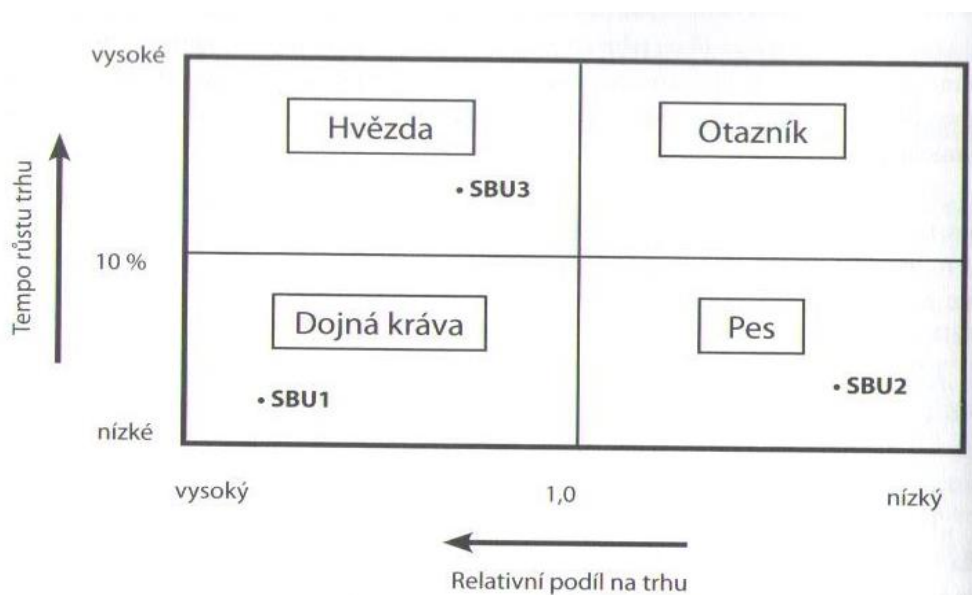 vysoké
Hvězda
Otazník
• SBU3
Tempo růstu trhu
10 %
Dojná kráva
Pes
• SBU1
• SBU2
nízké
vysoký
1,0
nízký
Relativní podíl na trhu